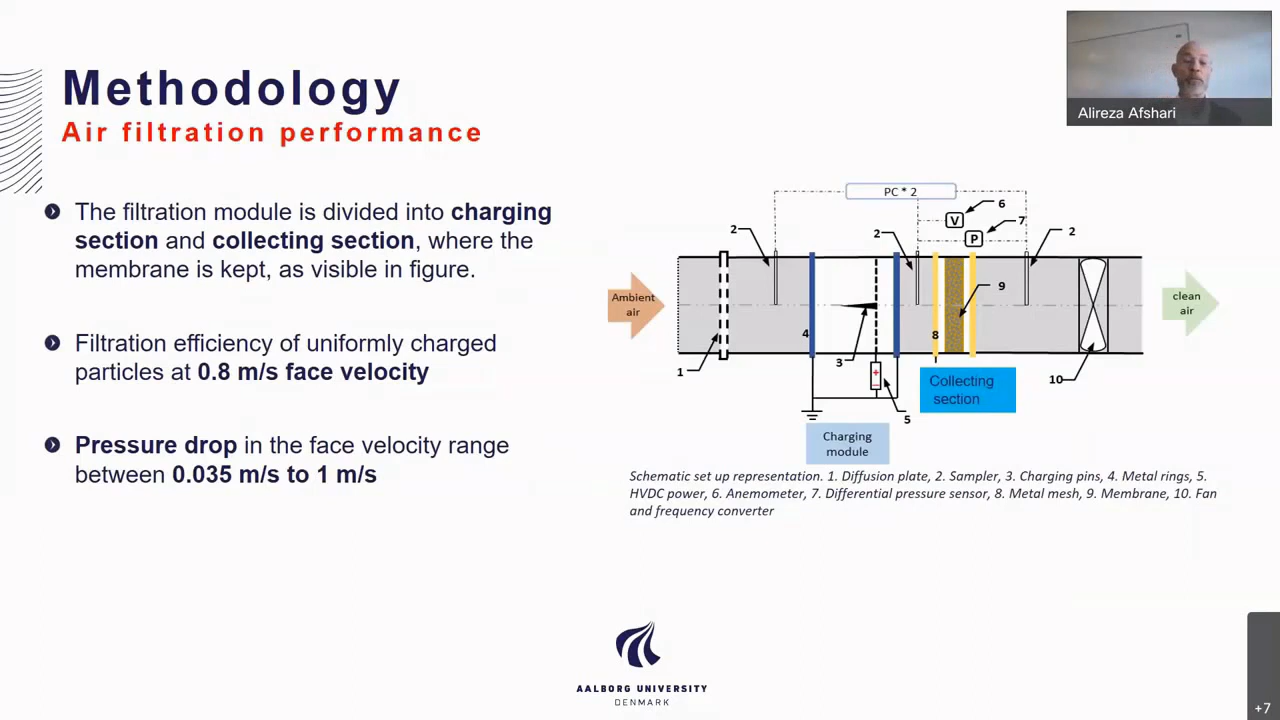 Methodology
Air filtration performance
The filtration module is divided into charging
section and collecting section, where the
membrane is kept, as visible in figure.
Filtration efficiency of uniformly charged
particles at 0.8 m/s face velocity
Pressure drop in the face velocity range
between 0.035 m/s to 1 m/s
Alireza Afshari
PC * 2
6
V
7
P
2
2
2
Ambient
air
clean
air
9
4
8
3
1
10
+
−
5
Collecting
section
Charging
module
Schematic set up representation. 1. Diffusion plate, 2. Sampler, 3. Charging pins, 4. Metal rings, 5.
HVDC power, 6. Anemometer, 7. Differential pressure sensor, 8. Metal mesh, 9. Membrane, 10. Fan
and frequency converter
AALBORG UNIVERSITY
DENMARK
+7